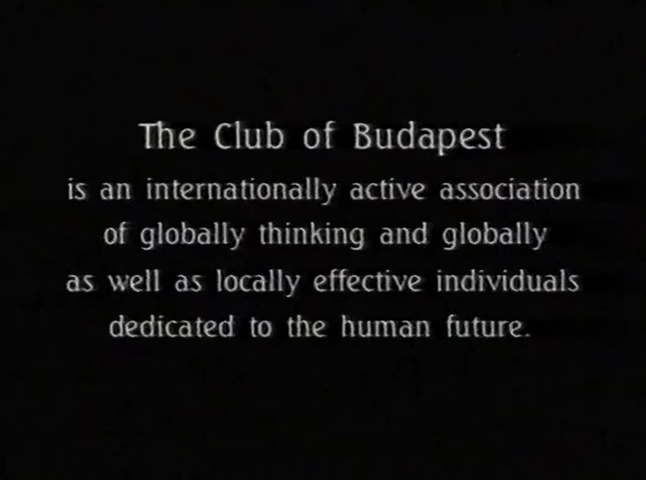 The Club of Budapest
is an internationally active association
of globally thinking and globally
as well as locally effective individuals
dedicated to the human future.